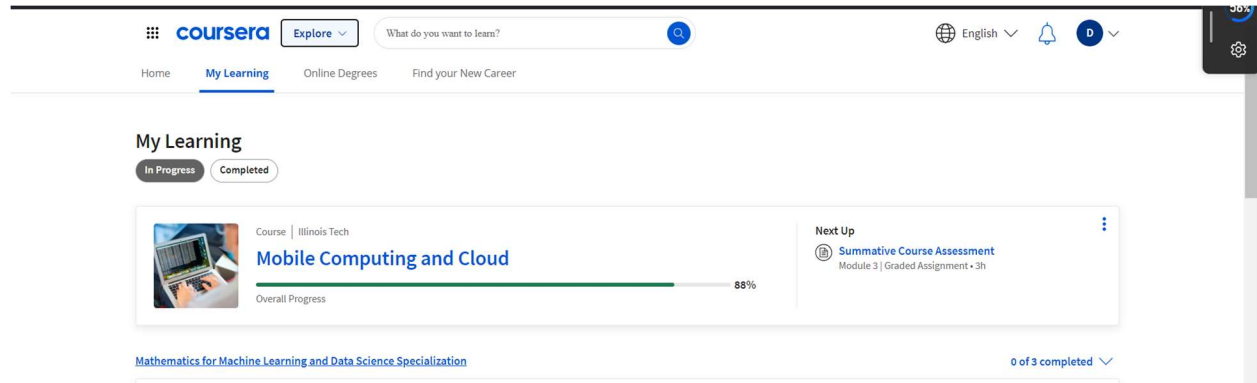 56%
coursera Explore What do you want to learn? English D
Home My Learning Online Degrees Find your New Career
My Learning
In Progress Completed
Course | Illinois Tech
Mobile Computing and Cloud
88%
Overall Progress
Next Up
Summative Course Assessment
Module 3 | Graded Assignment • 3h
Mathematics for Machine Learning and Data Science Specialization
0 of 3 completed